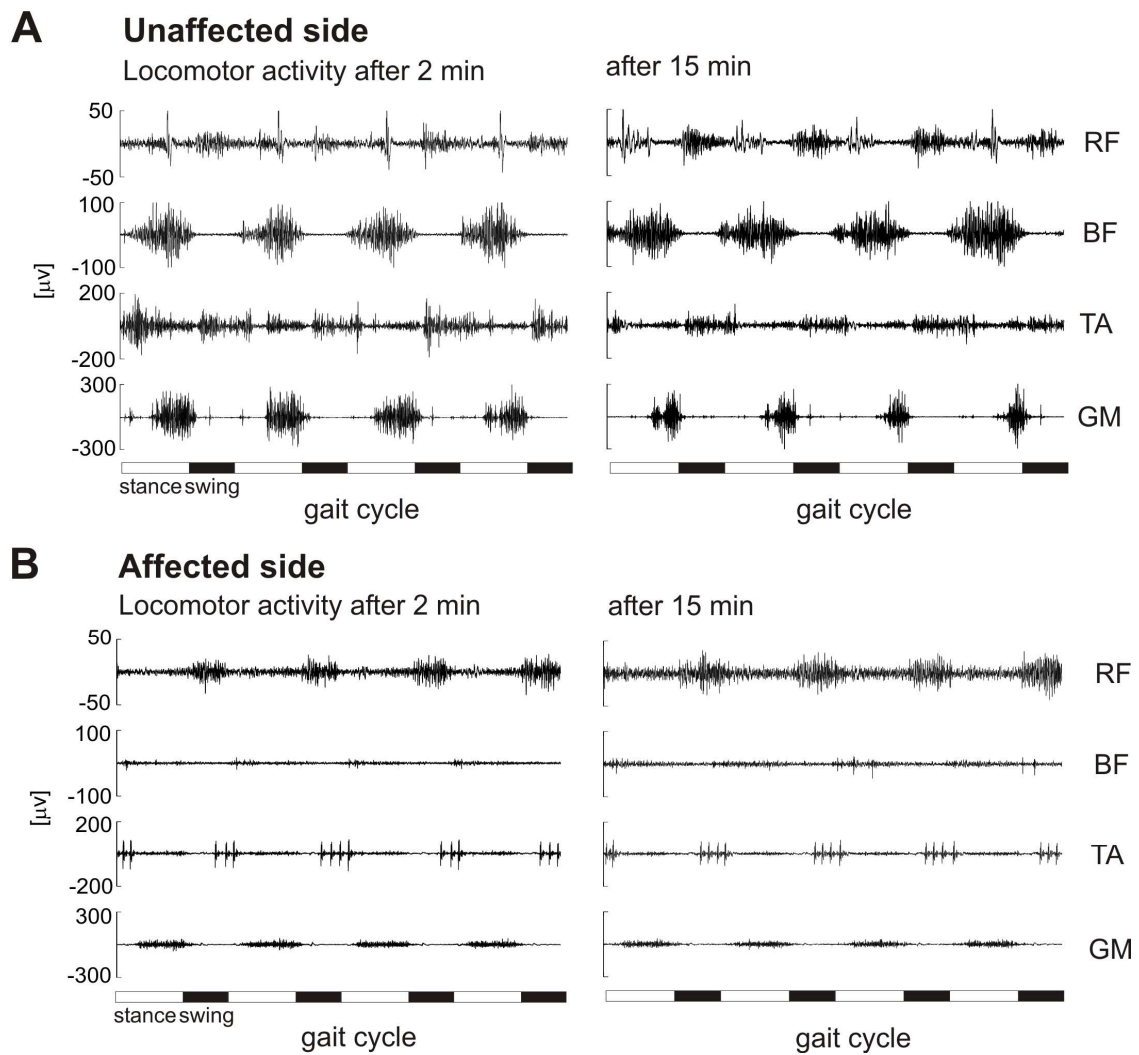 A
Unaffected side
Locomotor activity after 2 min
after 15 min
50
-50
RF
100
-100
BF
[μv]
200
-200
TA
300
-300
GM
stance swing
gait cycle
gait cycle
B
Affected side
Locomotor activity after 2 min
after 15 min
50
-50
RF
100
-100
BF
[μv]
200
-200
TA
300
-300
GM
stance swing
gait cycle
gait cycle